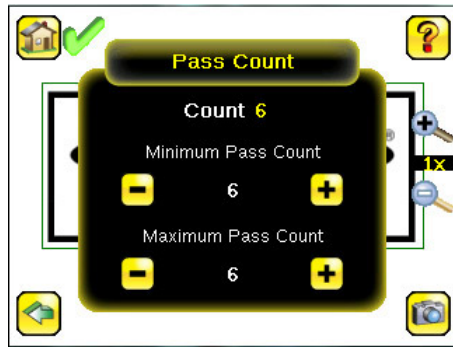 ?
Pass Count
Count 6
Minimum Pass Count
- 6 +
1x
Maximum Pass Count
- 6 +